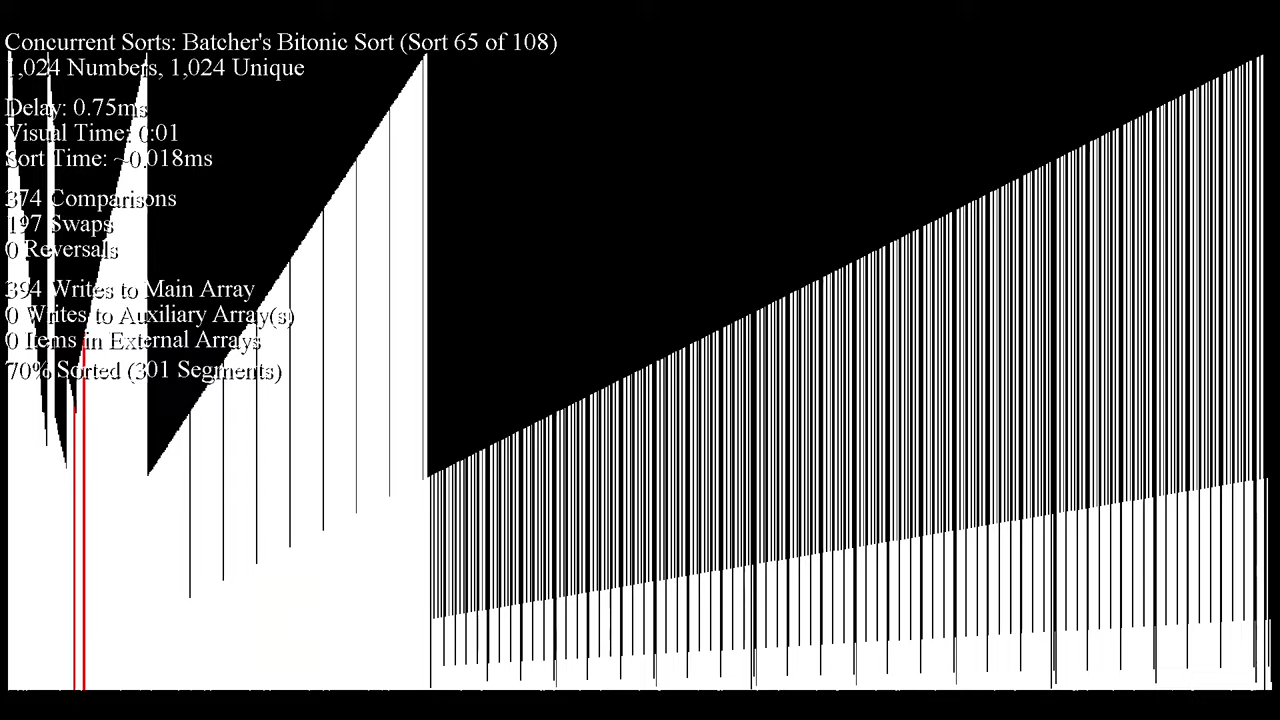 Concurrent Sorts: Batcher's Bitonic Sort (Sort 65 of 108)
1,024 Numbers, 1,024 Unique
Delay: 0.75ms
Visual Time: 0:01
Sort Time: ~0.018ms
374 Comparisons
197 Swaps
0 Reversals
394 Writes to Main Array
0 Writes to Auxiliary Array(s)
0 Items in External Arrays
70% Sorted (301 Segments)